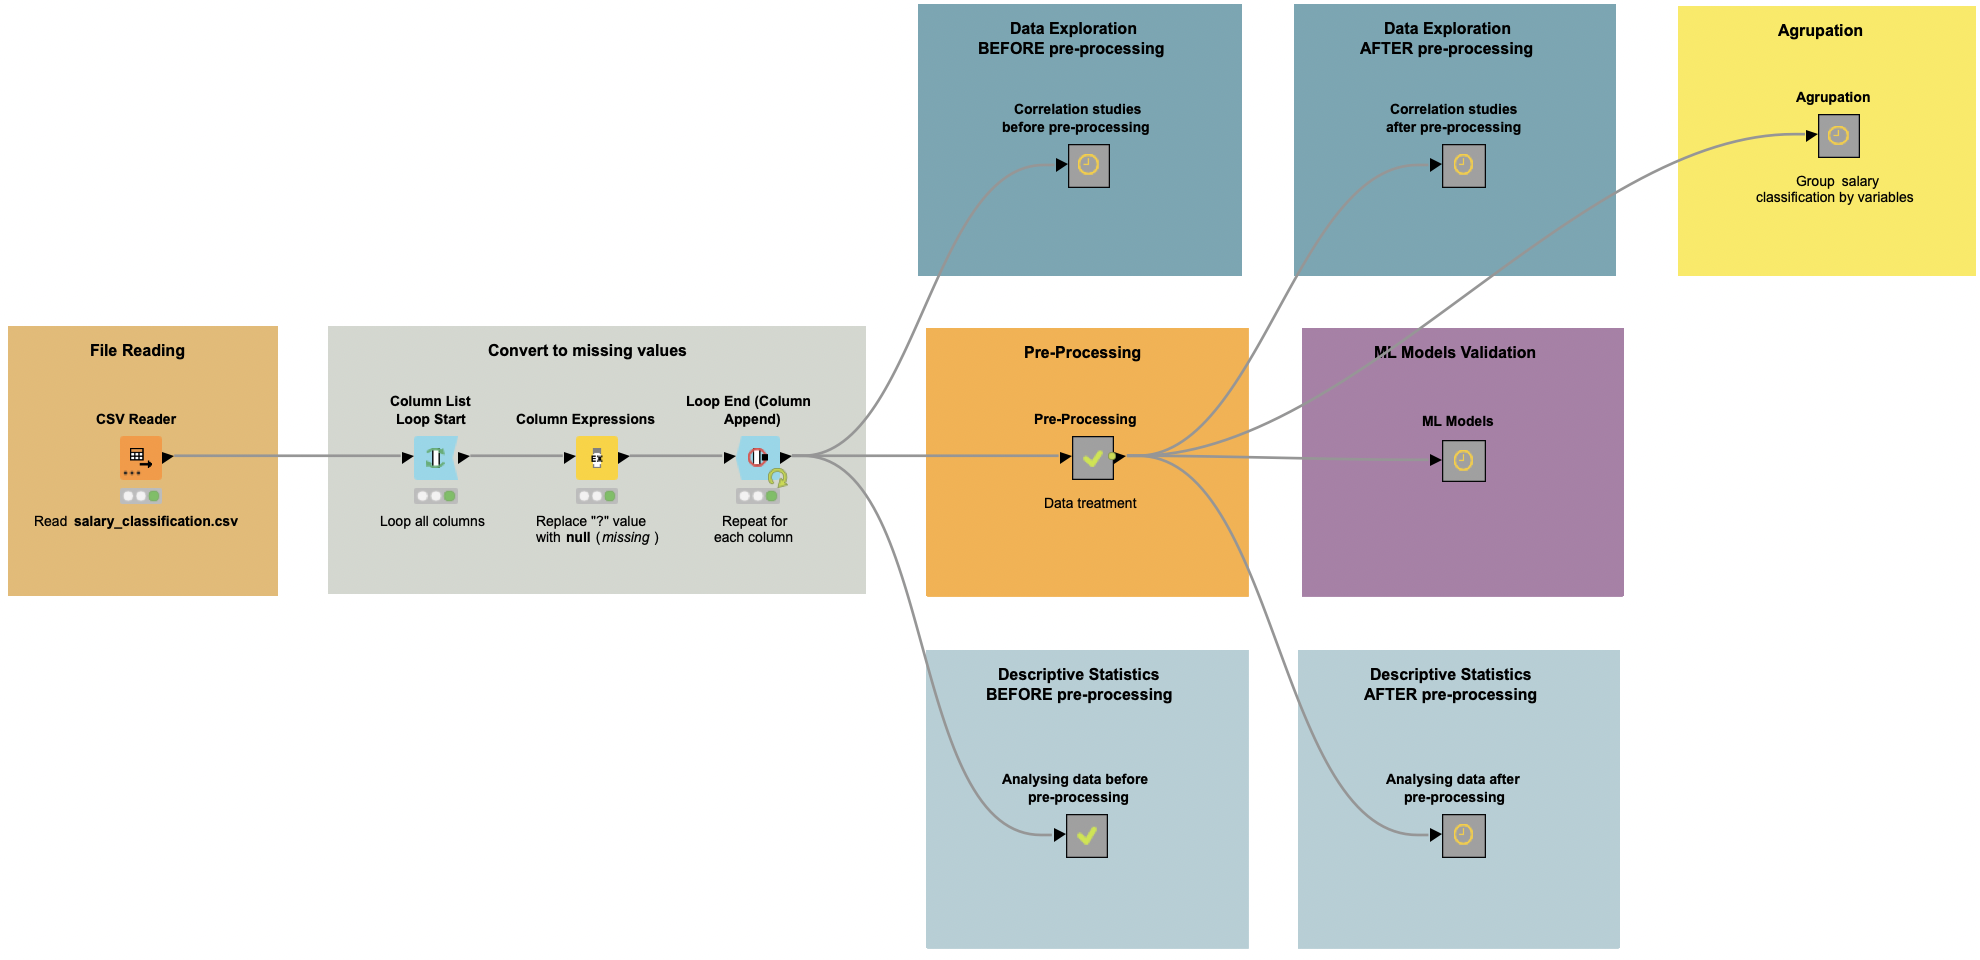 Data Exploration
BEFORE pre-processing
Correlation studies
before pre-processing
Data Exploration
AFTER pre-processing
Correlation studies
after pre-processing
Agrupation
Agrupation
Group salary
classification by variables
File Reading
CSV Reader
Read salary_classification.csv
Convert to missing values
Column List
Loop Start
Loop all columns
Column Expressions
EX
Replace "?" value
with null (missing )
Loop End (Column
Append)
Repeat for
each column
Pre-Processing
Pre-Processing
Data treatment
ML Models Validation
ML Models
Descriptive Statistics
BEFORE pre-processing
Analysing data before
pre-processing
Descriptive Statistics
AFTER pre-processing
Analysing data after
pre-processing